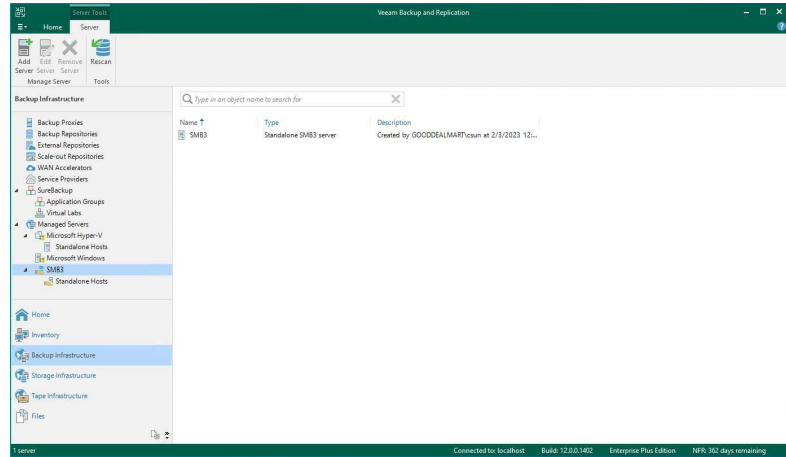 Server Tools
Veeam Backup and Replication
Home Server
Add Server
Edit Server
Remove Server
Rescan
Manage Server
Tools
Backup Infrastructure
Type in an object name to search for
Backup Proxies
Backup Repositories
External Repositories
Scale-out Repositories
WAN Accelerators
Service Providers
SureBackup
Application Groups
Virtual Labs
Managed Servers
Microsoft Hyper-V
Standalone Hosts
Microsoft Windows
SMB3
Standalone Hosts
Name Type Description
SMB3 Standalone SMB3 server Created by GOODDEALMART\csun at 2/3/2023 12:...
Home
Inventory
Backup Infrastructure
Storage Infrastructure
Tape Infrastructure
Files
1 server
Connected to: localhost Build: 12.0.0.1402 Enterprise Plus Edition NFR: 362 days remaining